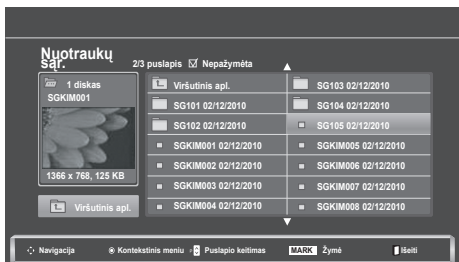 Nuotraukų
sąr.
2/3 puslapis ☑ Nepažymėta
1 diskas
SGKIM001
1366 x 768, 125 KB
Viršutinis apl.
Viršutinis apl.
SG101 02/12/2010
SG102 02/12/2010
SGKIM001 02/12/2010
SGKIM002 02/12/2010
SGKIM003 02/12/2010
SGKIM004 02/12/2010
SG103 02/12/2010
SG104 02/12/2010
SG105 02/12/2010
SGKIM005 02/12/2010
SGKIM006 02/12/2010
SGKIM007 02/12/2010
SGKIM008 02/12/2010
Navigacija Kontekstinis meniu P Puslapio keitimas MARK Žymė Išeiti